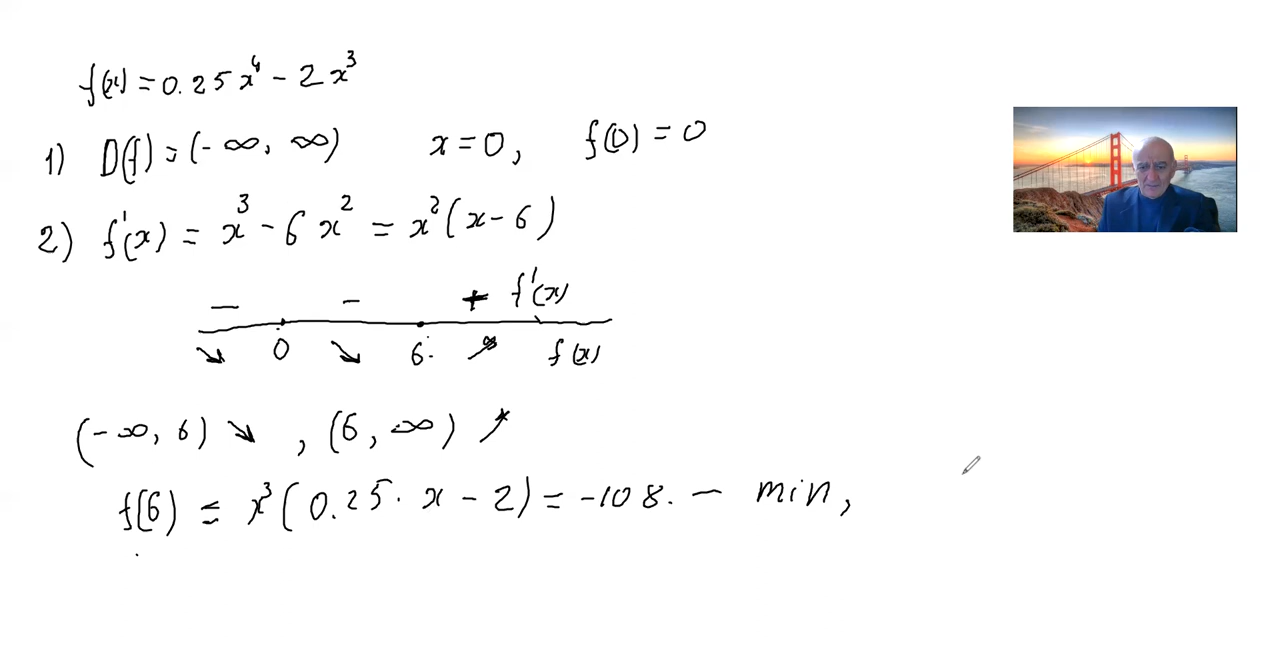 f(x) = 0.25x⁴ - 2x³
1) D(f) = (-∞, ∞) x = 0, f(0) = 0
2) f'(x) = x³ - 6x² = x²(x - 6)
- - + f'(x)
↘ 0 ↘ 6 ↗ f(x)
(-∞, 6) ↘ , (6, ∞) ↗
f(6) = x³(0.25·x - 2) = -108. - min,